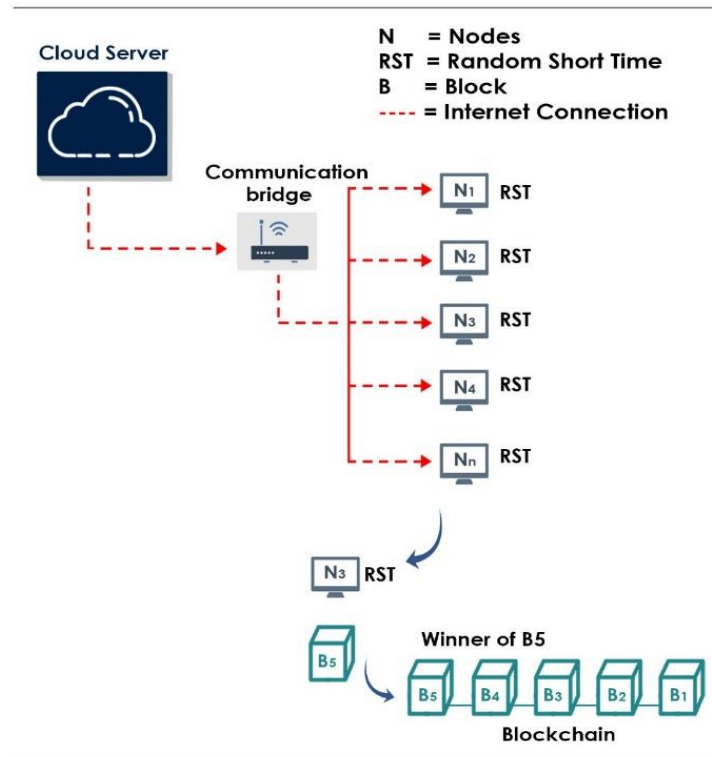 N = Nodes
RST = Random Short Time
B = Block
---- = Internet Connection
Cloud Server
Communication
bridge
N1 RST
N2 RST
N3 RST
N4 RST
Nn RST
N3 RST
B5
Winner of B5
B5 B4 B3 B2 B1
Blockchain